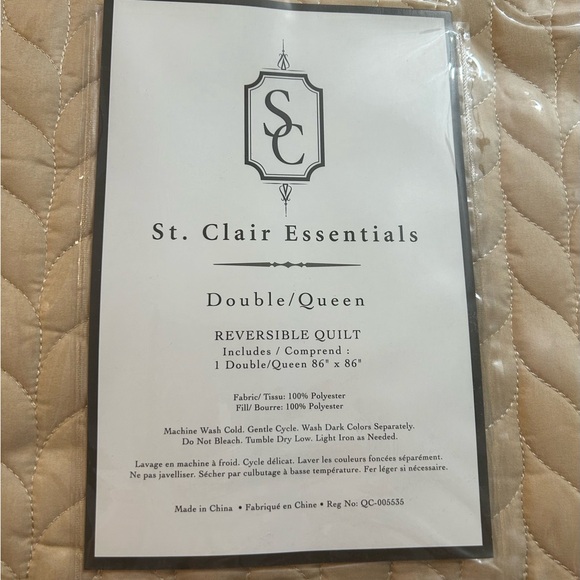 SC
St. Clair Essentials
Double/Queen
REVERSIBLE QUILT
Includes / Comprend :
1 Double/Queen 86" x 86"
Fabric/ Tissu: 100% Polyester
Fill/ Bourre: 100% Polyester
Machine Wash Cold. Gentle Cycle. Wash Dark Colors Separately.
Do Not Bleach. Tumble Dry Low. Light Iron as Needed.
Lavage en machine à froid. Cycle délicat. Laver les couleurs foncées séparément.
Ne pas javelliser. Sécher par culbutage à basse température. Fer léger si nécessaire.
Made in China • Fabriqué en Chine • Reg No: QC-005535